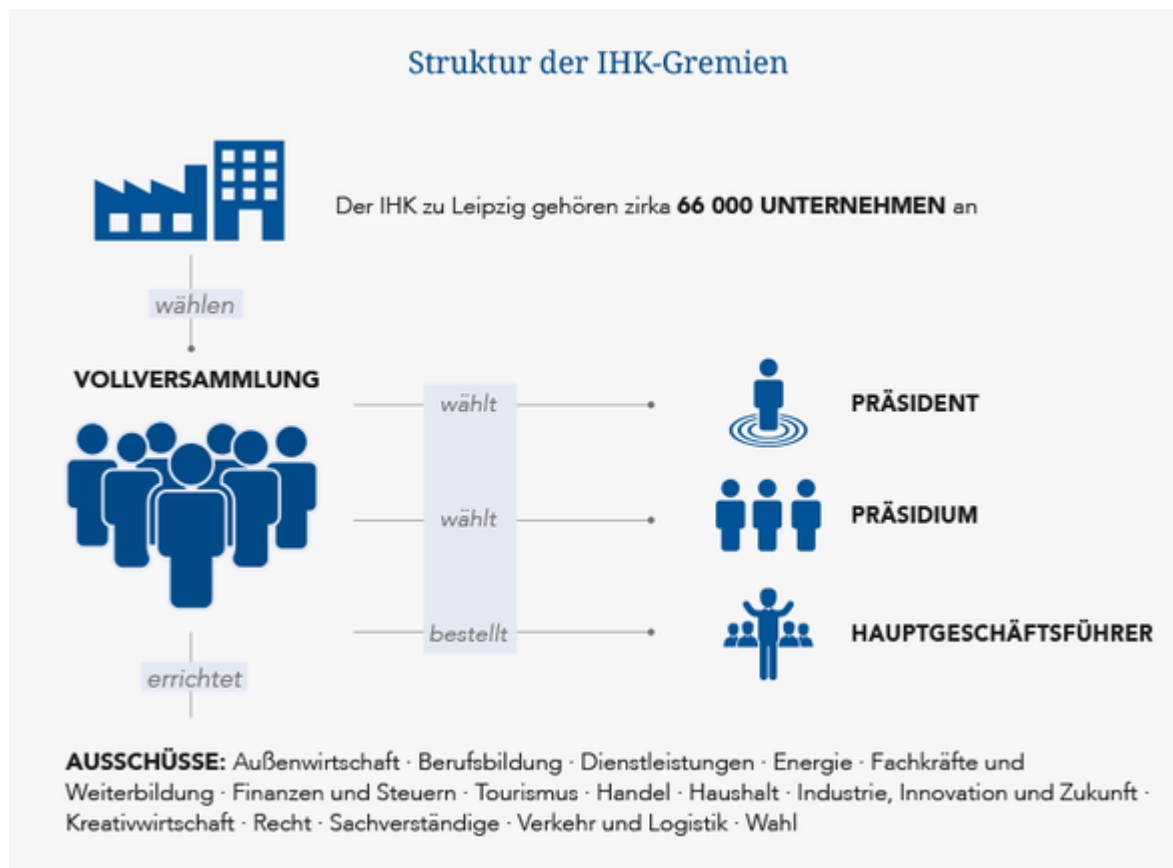 Struktur der IHK-Gremien
Der IHK zu Leipzig gehören zirka 66 000 UNTERNEHMEN an
wählen
VOLLVERSAMMLUNG
wählt
PRÄSIDENT
wählt
PRÄSIDIUM
bestellt
HAUPTGESCHÄFTSFÜHRER
errichtet
AUSSCHÜSSE: Außenwirtschaft · Berufsbildung · Dienstleistungen · Energie · Fachkräfte und
Weiterbildung · Finanzen und Steuern · Tourismus · Handel · Haushalt · Industrie, Innovation und Zukunft ·
Kreativwirtschaft · Recht · Sachverständige · Verkehr und Logistik · Wahl